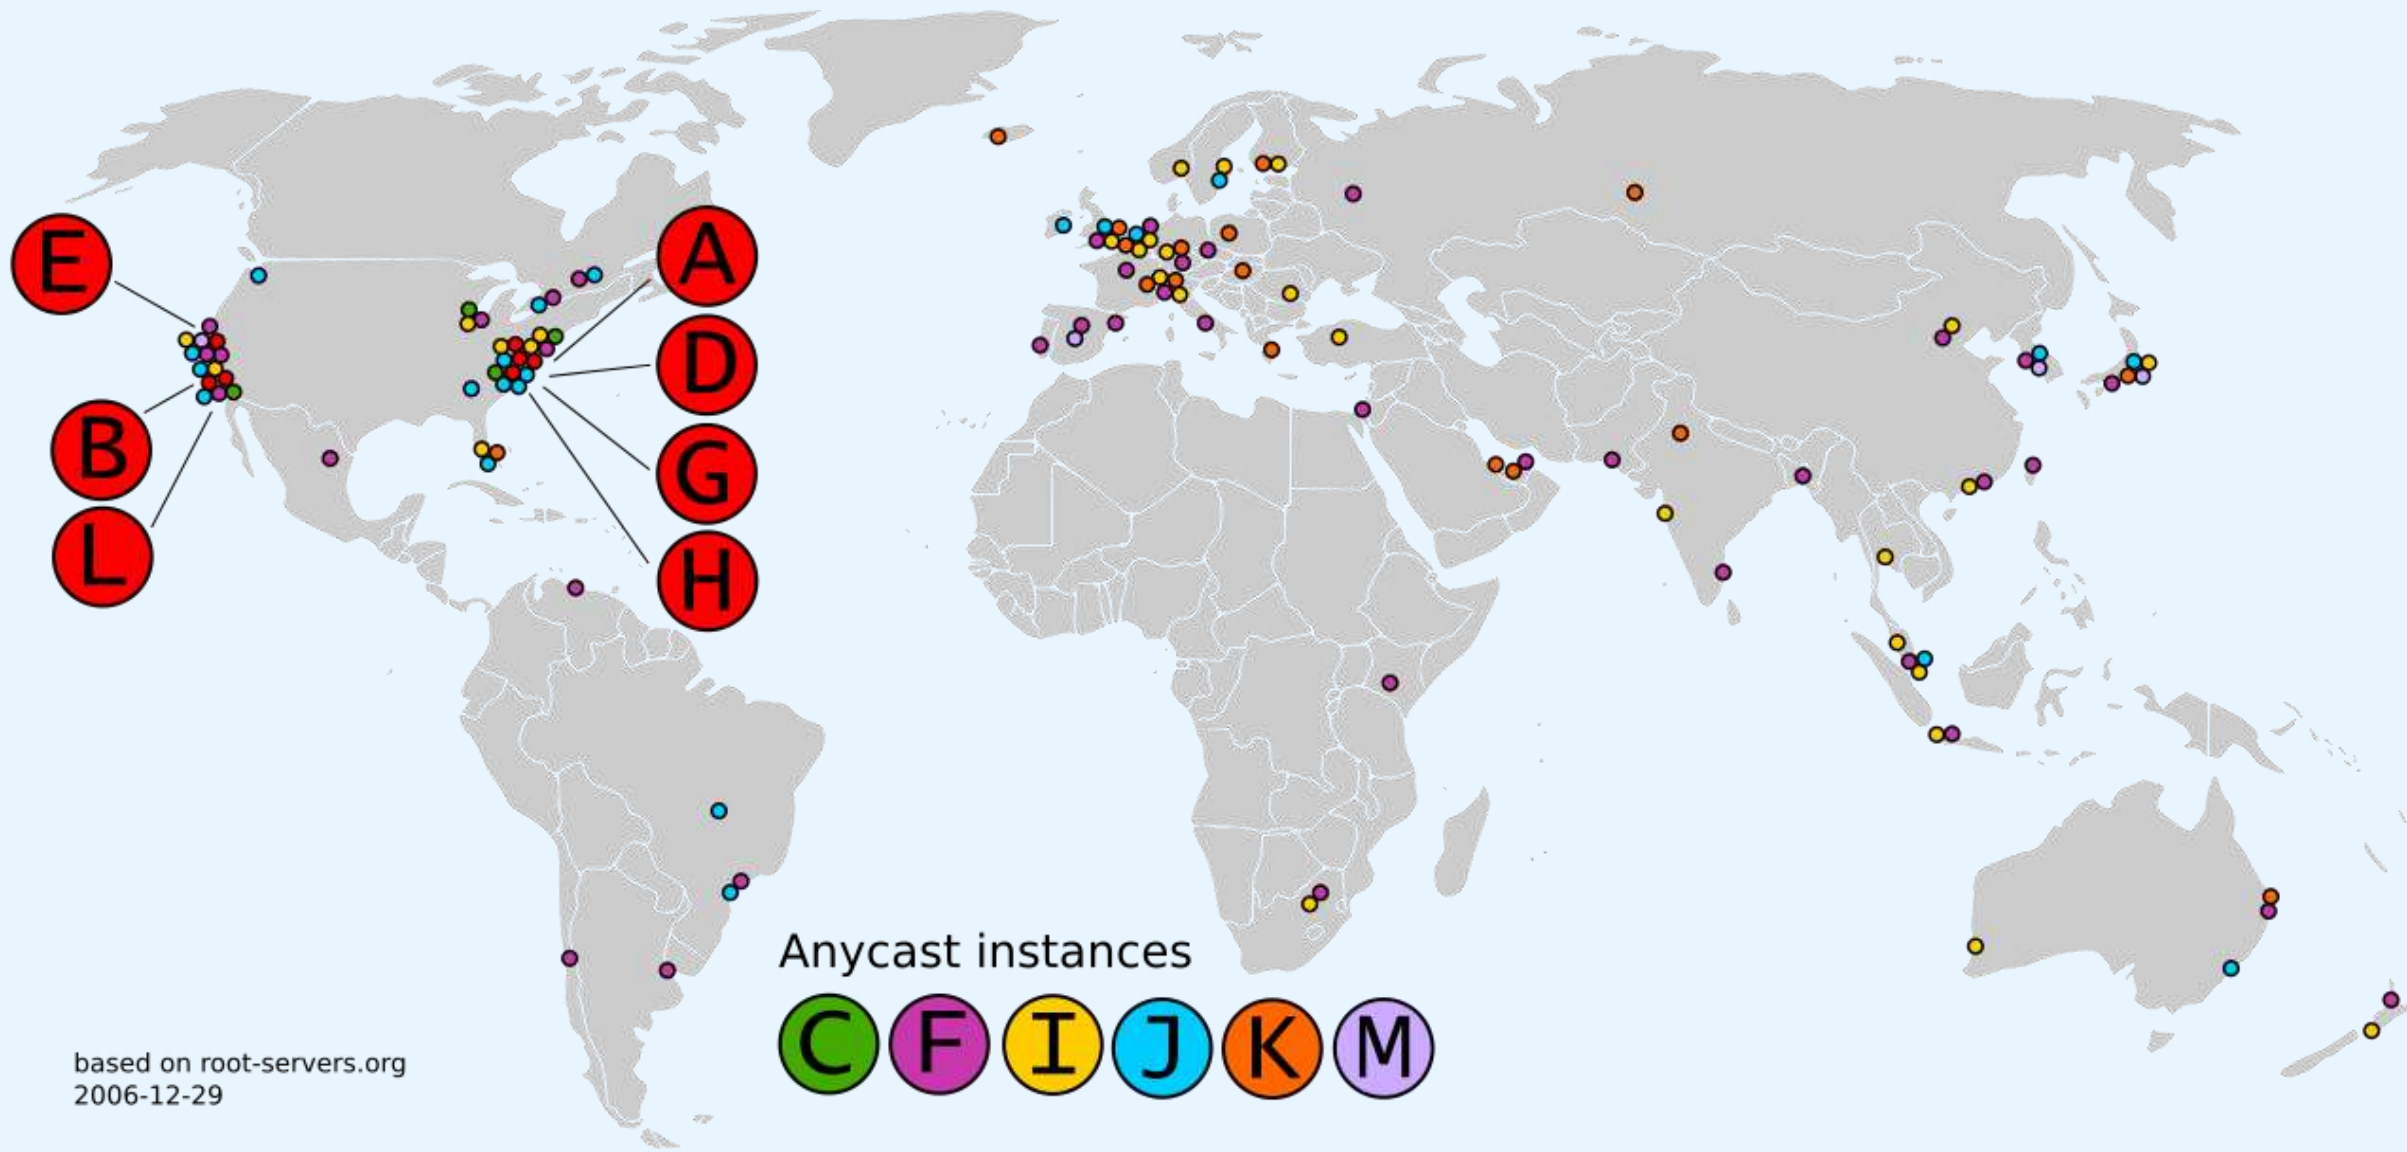 E
B
L
A
D
G
H
Anycast instances
C F I J K M
based on root-servers.org
2006-12-29